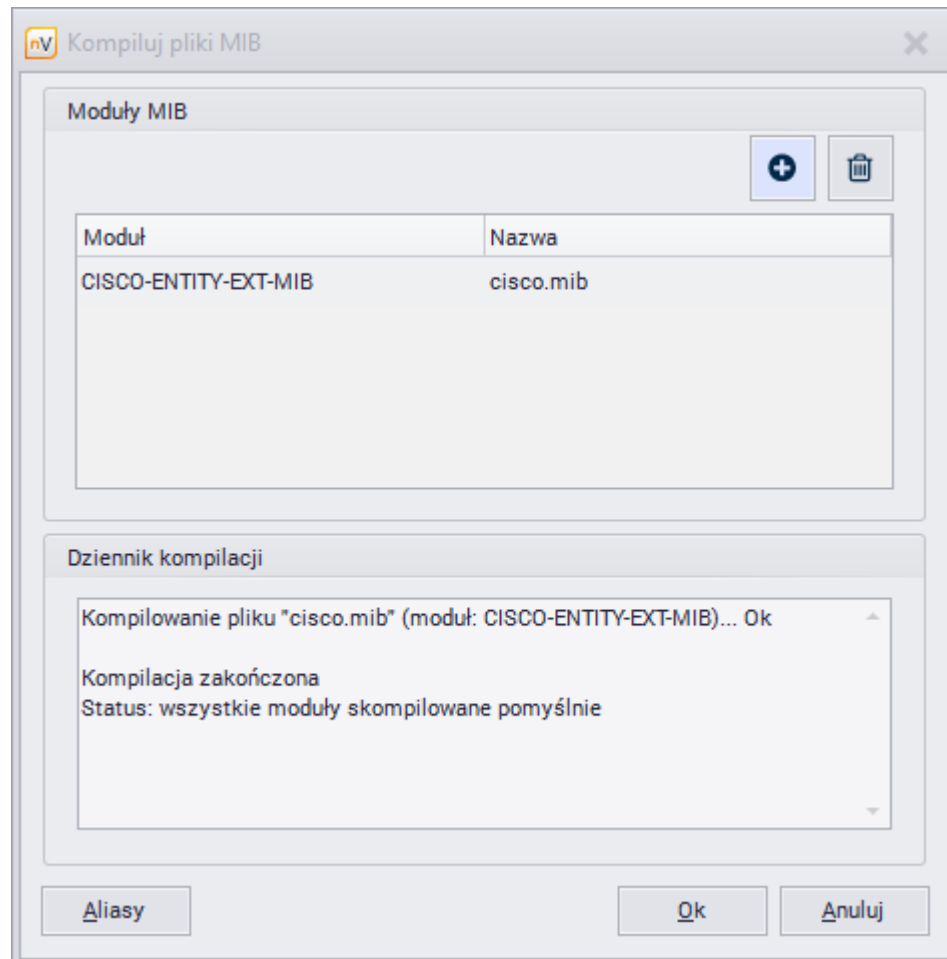 nV Kompiluj pliki MIB
Moduły MIB
Moduł Nazwa
CISCO-ENTITY-EXT-MIB cisco.mib
Dziennik kompilacji
Kompilowanie pliku "cisco.mib" (moduł: CISCO-ENTITY-EXT-MIB)... Ok
Kompilacja zakończona
Status: wszystkie moduły skompilowane pomyślnie
Aliasy Ok Anuluj